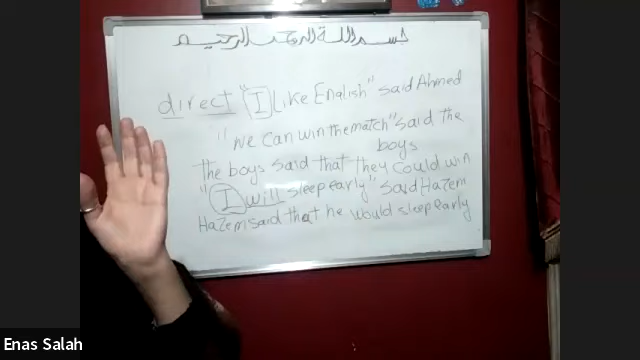 بسم الله الرحمن الرحيم
direct "I Like English" said Ahmed
"we can win the match" said the
boys
the boys said that they could win
"I will sleep early" said Hazem
Hazem said that he would sleep early
Enas Salah